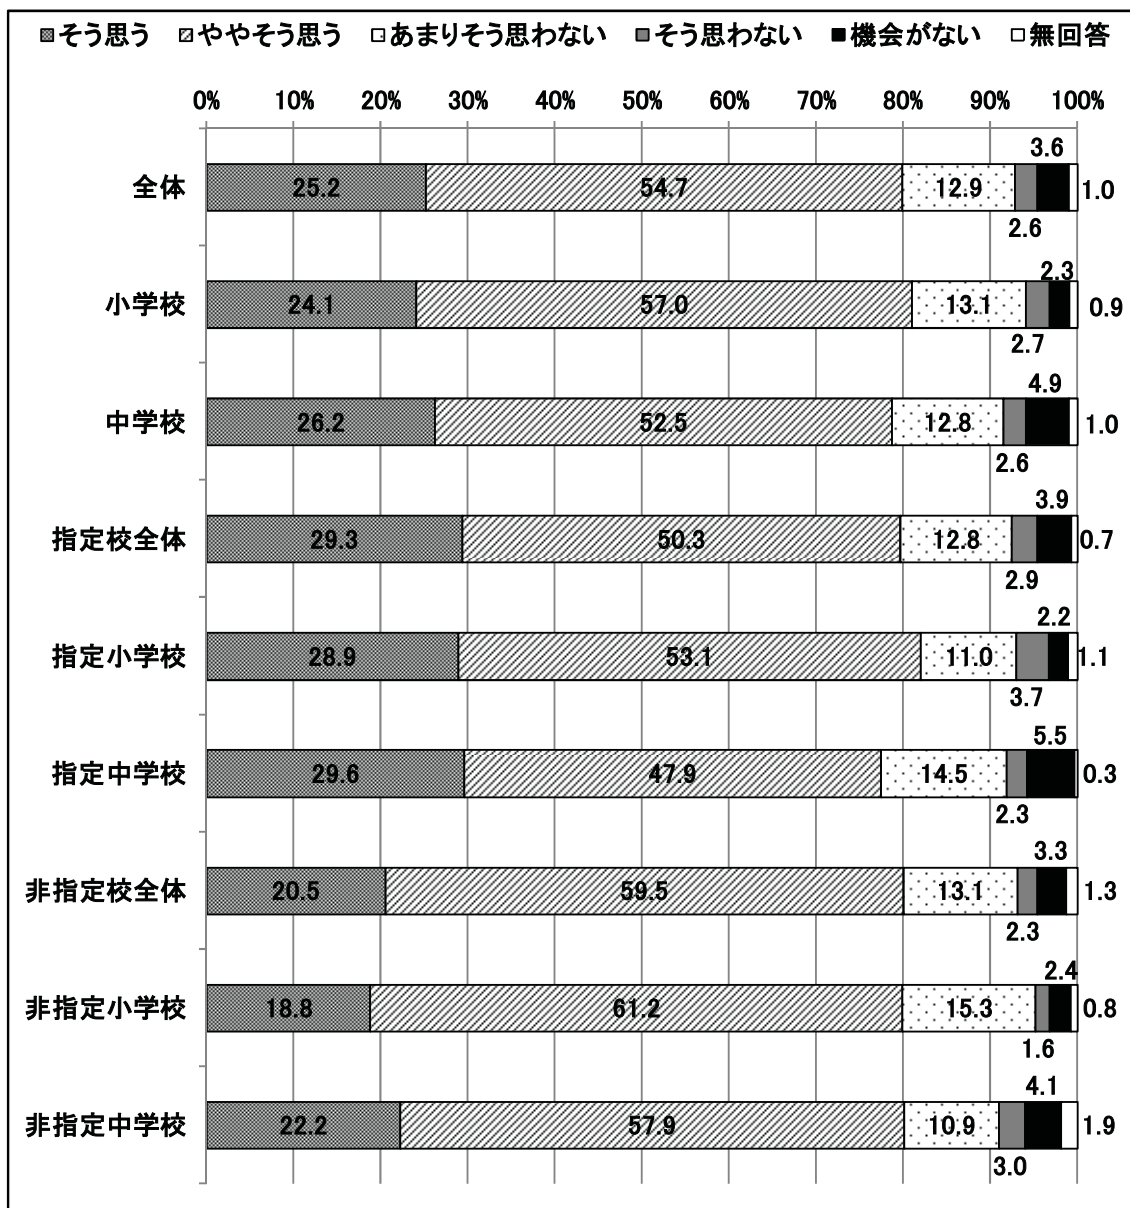 そう思う ややそう思う あまりそう思わない そう思わない 機会がない 無回答
0% 10% 20% 30% 40% 50% 60% 70% 80% 90% 100%
3.6
全体 25.2 54.7 12.9 1.0
2.6
2.3
小学校 24.1 57.0 13.1 0.9
2.7
4.9
中学校 26.2 52.5 12.8 1.0
2.6
3.9
指定校全体 29.3 50.3 12.8 0.7
2.9
2.2
指定小学校 28.9 53.1 11.0 1.1
3.7
5.5
指定中学校 29.6 47.9 14.5 0.3
2.3
3.3
非指定校全体 20.5 59.5 13.1 1.3
2.3
2.4
非指定小学校 18.8 61.2 15.3 0.8
1.6
4.1
非指定中学校 22.2 57.9 10.9 1.9
3.0